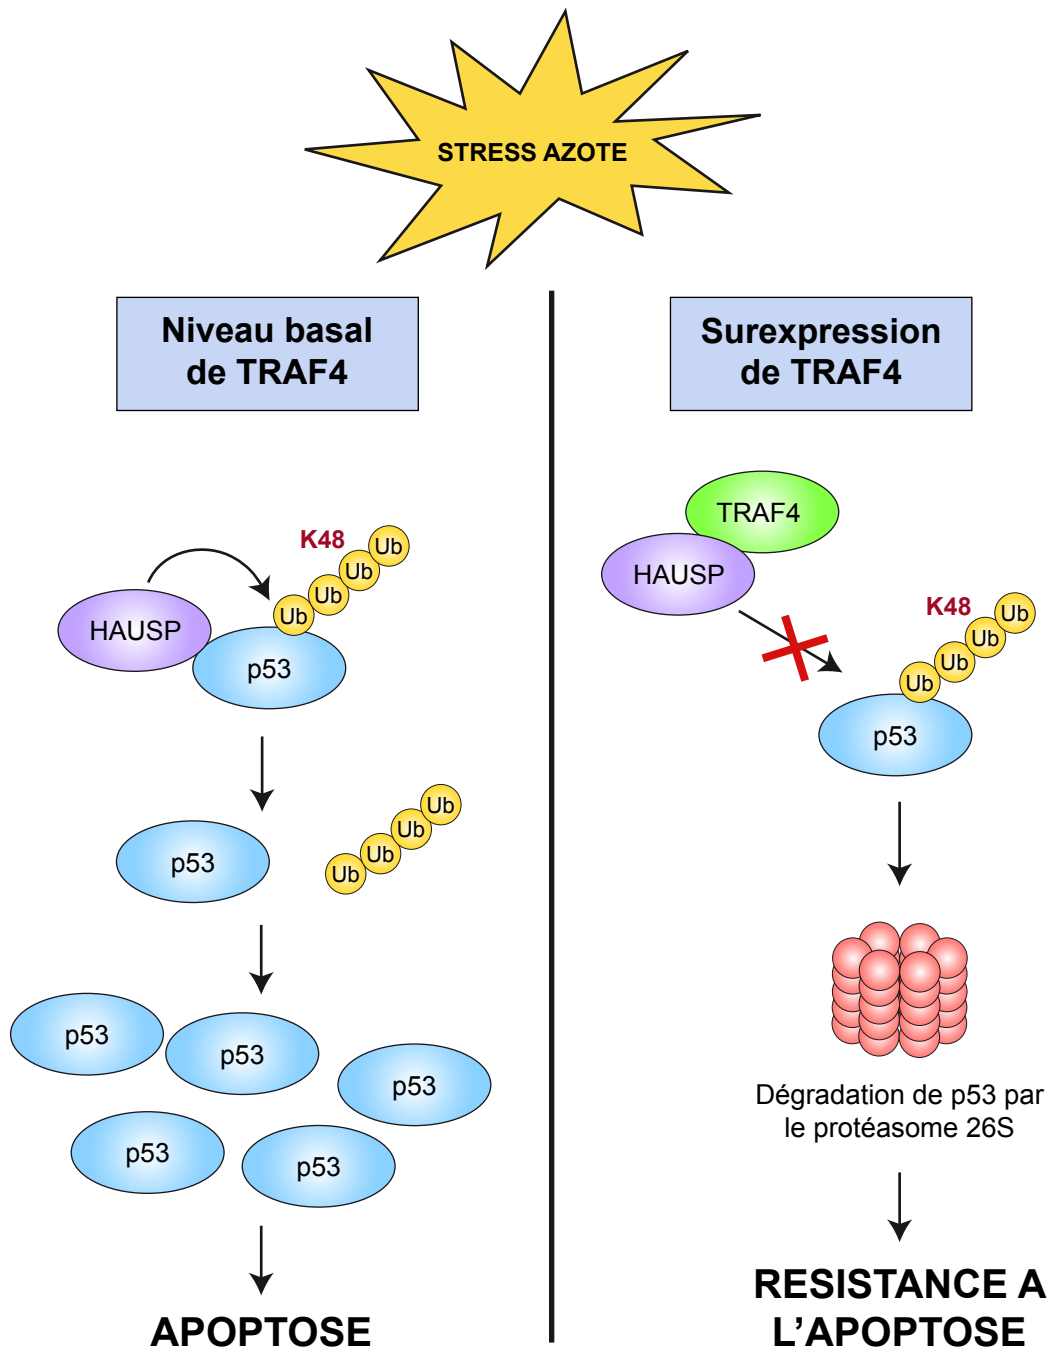 STRESS AZOTE
Niveau basal
de TRAF4
K48
Ub
Ub
Ub
Ub
HAUSP
p53
p53
Ub
Ub
Ub
Ub
p53
p53
p53
p53
p53
APOPTOSE
Surexpression
de TRAF4
TRAF4
HAUSP
K48
Ub
Ub
Ub
Ub
p53
Dégradation de p53 par
le protéasome 26S
RESISTANCE A
L’APOPTOSE